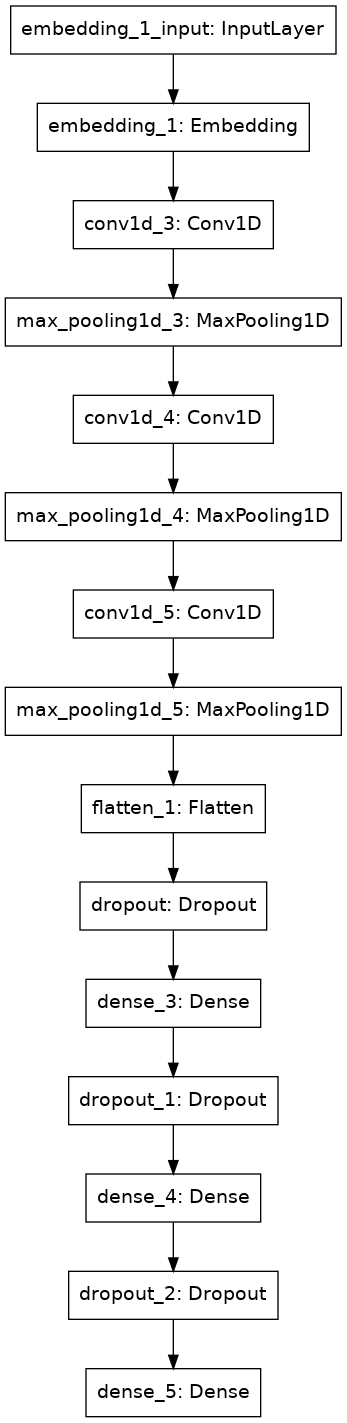 embedding_1_input: InputLayer
embedding_1: Embedding
conv1d_3: Conv1D
max_pooling1d_3: MaxPooling1D
conv1d_4: Conv1D
max_pooling1d_4: MaxPooling1D
conv1d_5: Conv1D
max_pooling1d_5: MaxPooling1D
flatten_1: Flatten
dropout: Dropout
dense_3: Dense
dropout_1: Dropout
dense_4: Dense
dropout_2: Dropout
dense_5: Dense